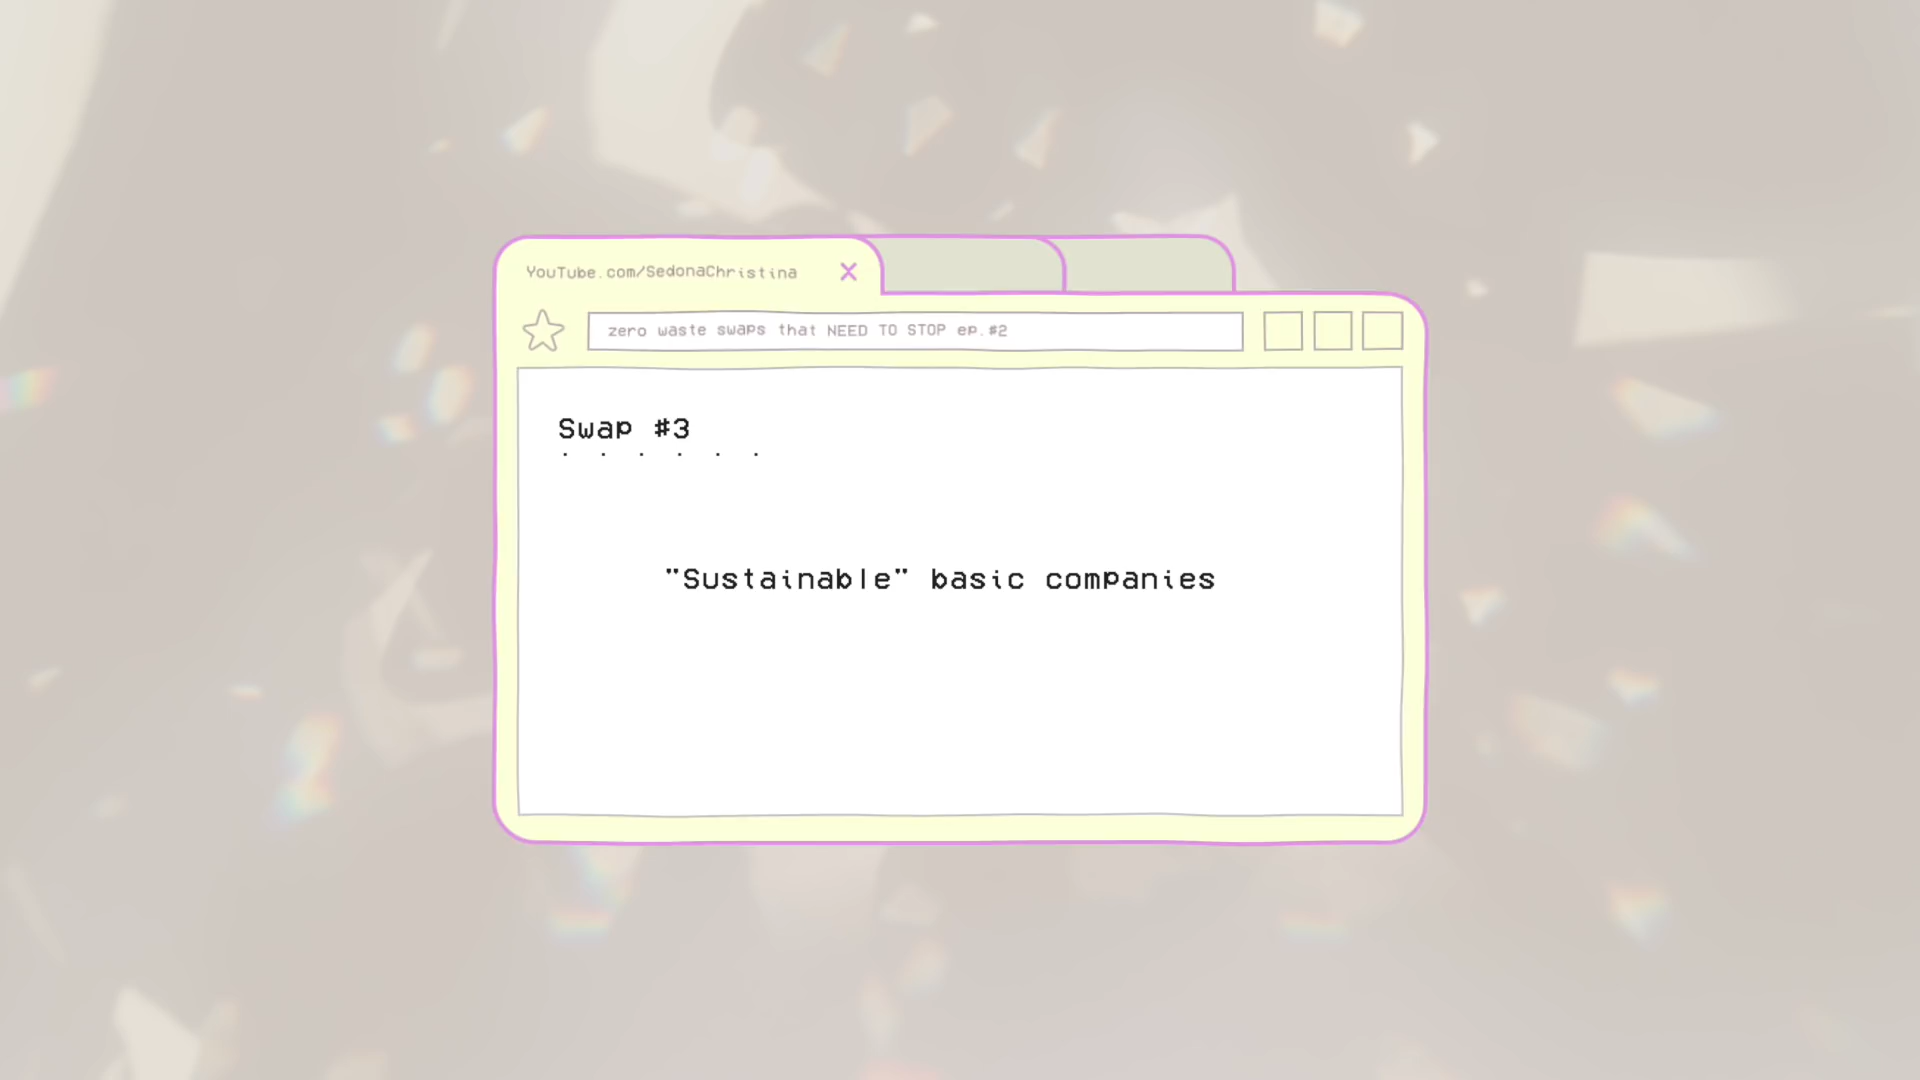 YouTube.com/SedonaChristina
zero waste swaps that NEED TO STOP ep.#2
Swap #3
"Sustainable" basic companies